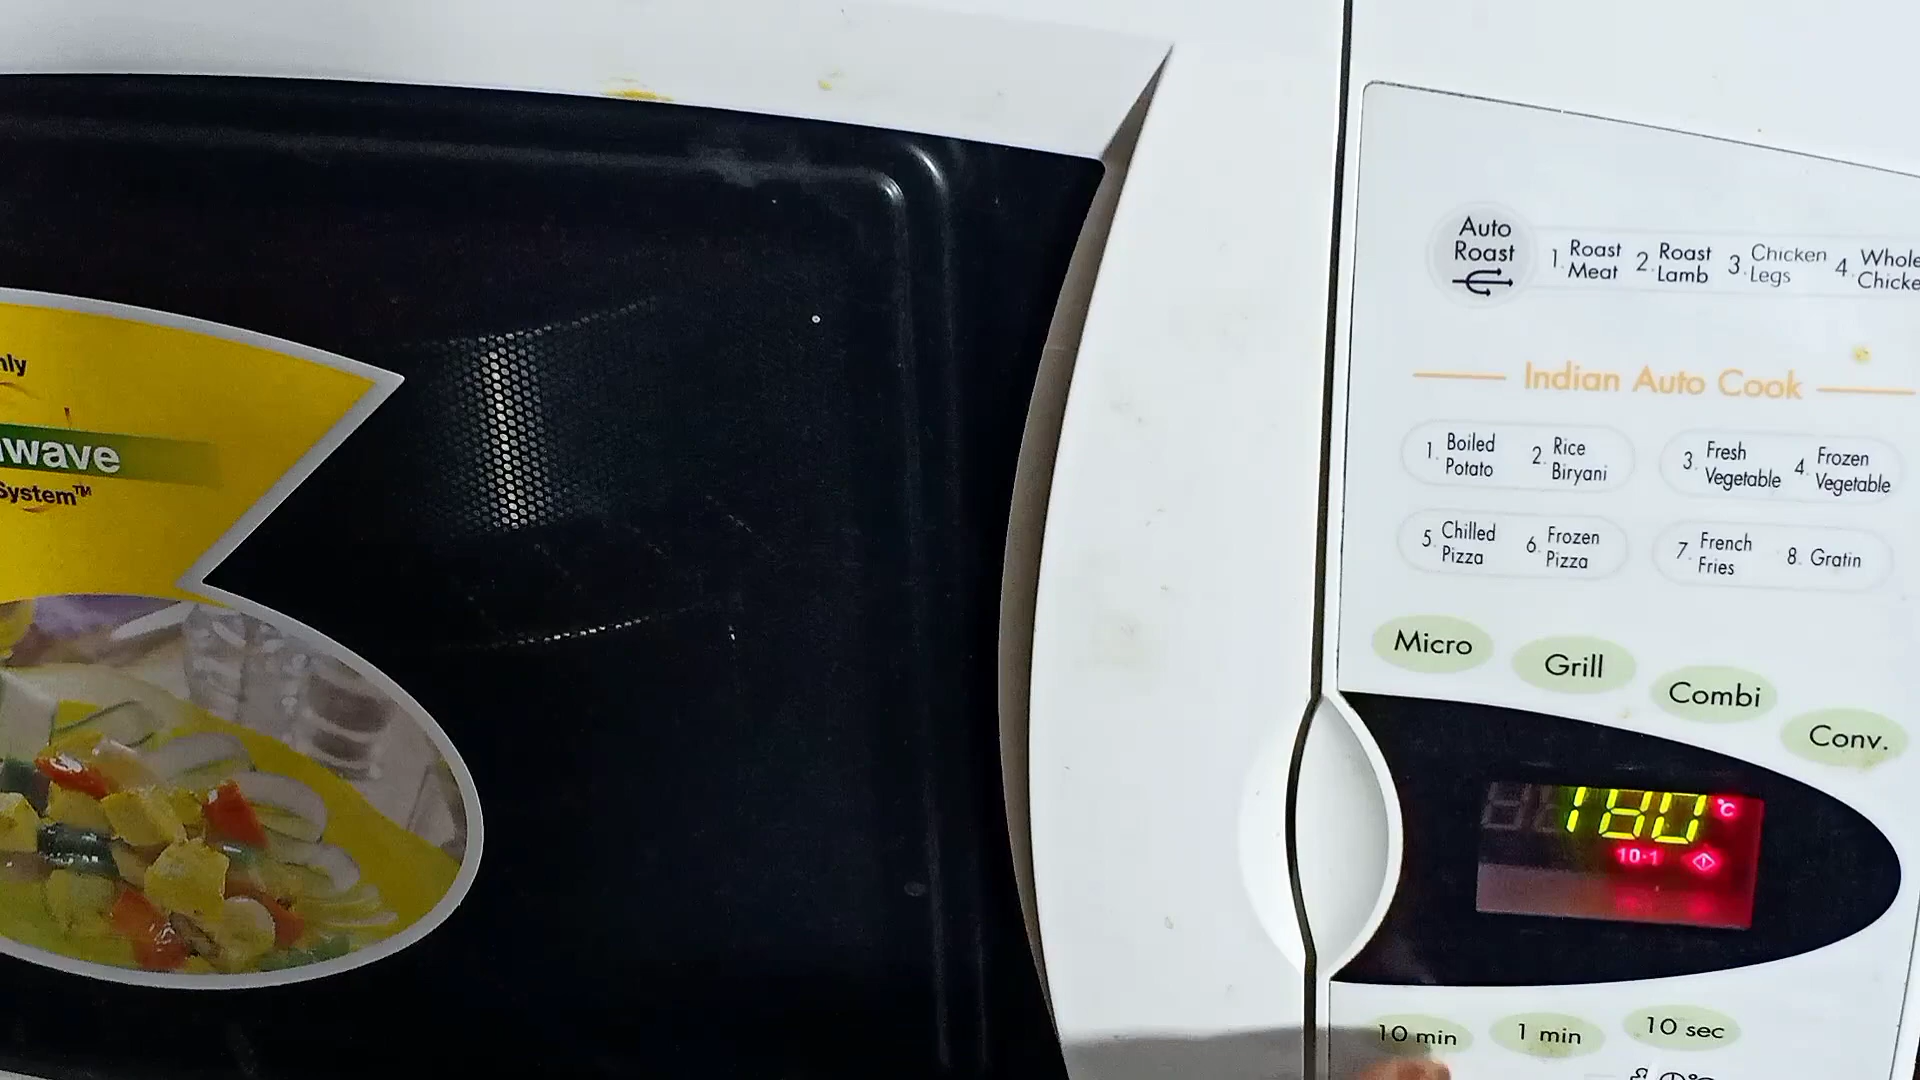 wave
System™
Auto
Roast
1. Roast Meat 2. Roast Lamb 3. Chicken Legs 4. Whole
Indian Auto Cook
1. Boiled Potato 2. Rice Biryani 3. Fresh Vegetable 4. Frozen Vegetable
5. Chilled Pizza 6. Frozen Pizza 7. French Fries 8. Gratin
Micro
Grill
Combi
Conv.
180 °C
10 min 1 min 10 sec